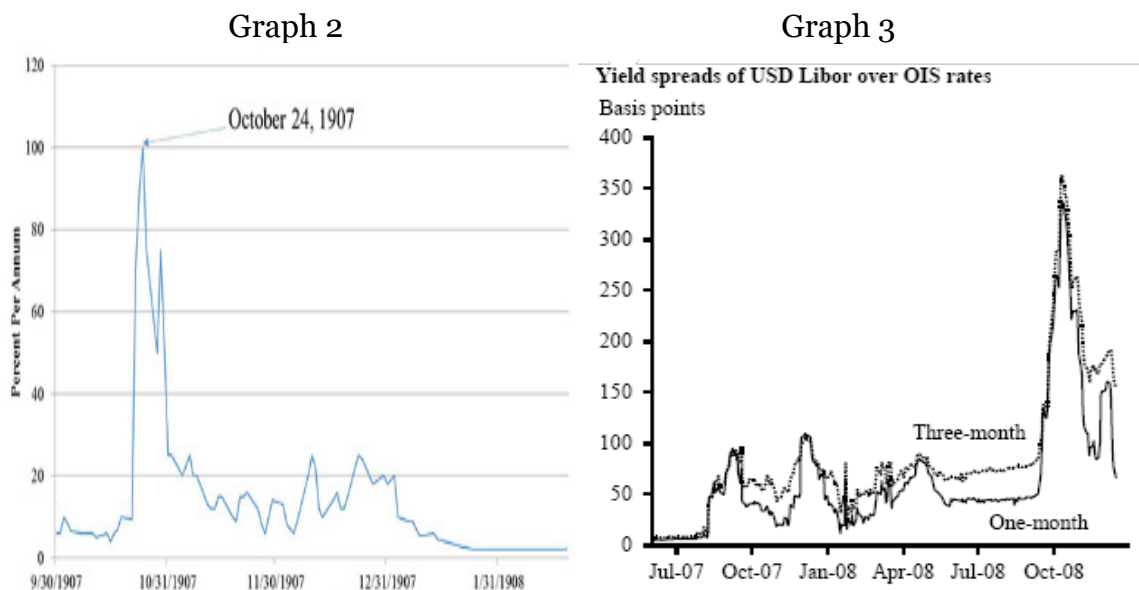 Graph 2
120
100
80
60
40
20
0
Percent Per Annum
October 24, 1907
9/30/1907 10/31/1907 11/30/1907 12/31/1907 1/31/1908
Graph 3
Yield spreads of USD Libor over OIS rates
Basis points
400
350
300
250
200
150
100
50
0
Three-month
One-month
Jul-07 Oct-07 Jan-08 Apr-08 Jul-08 Oct-08